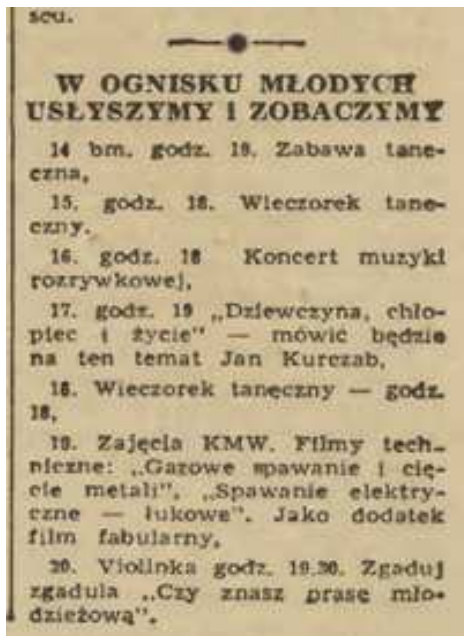 scu.
W OGNISKU MŁODYCH
USŁYSZYMY I ZOBACZYMY
14 bm. godz. 19. Zabawa tane-
czna,
15. godz. 18. Wieczorek tane-
czny.
16. godz. 18 Koncert muzyki
rozrywkowej,
17. godz. 19 „Dziewczyna, chło-
piec i życie" — mówić będzie
na ten temat Jan Kurczab,
18. Wieczorek tanęczny — godz.
18,
19. Zajęcia KMW. Filmy tech-
niczne: „Gazowe spawanie i cię-
cie metali", „Spawanie elektry-
czne — łukowe". Jako dodatek
film fabularny,
20. Violinka godz. 19.30. Zgaduj
zgadula „Czy znasz prasę mło-
dzieżową".